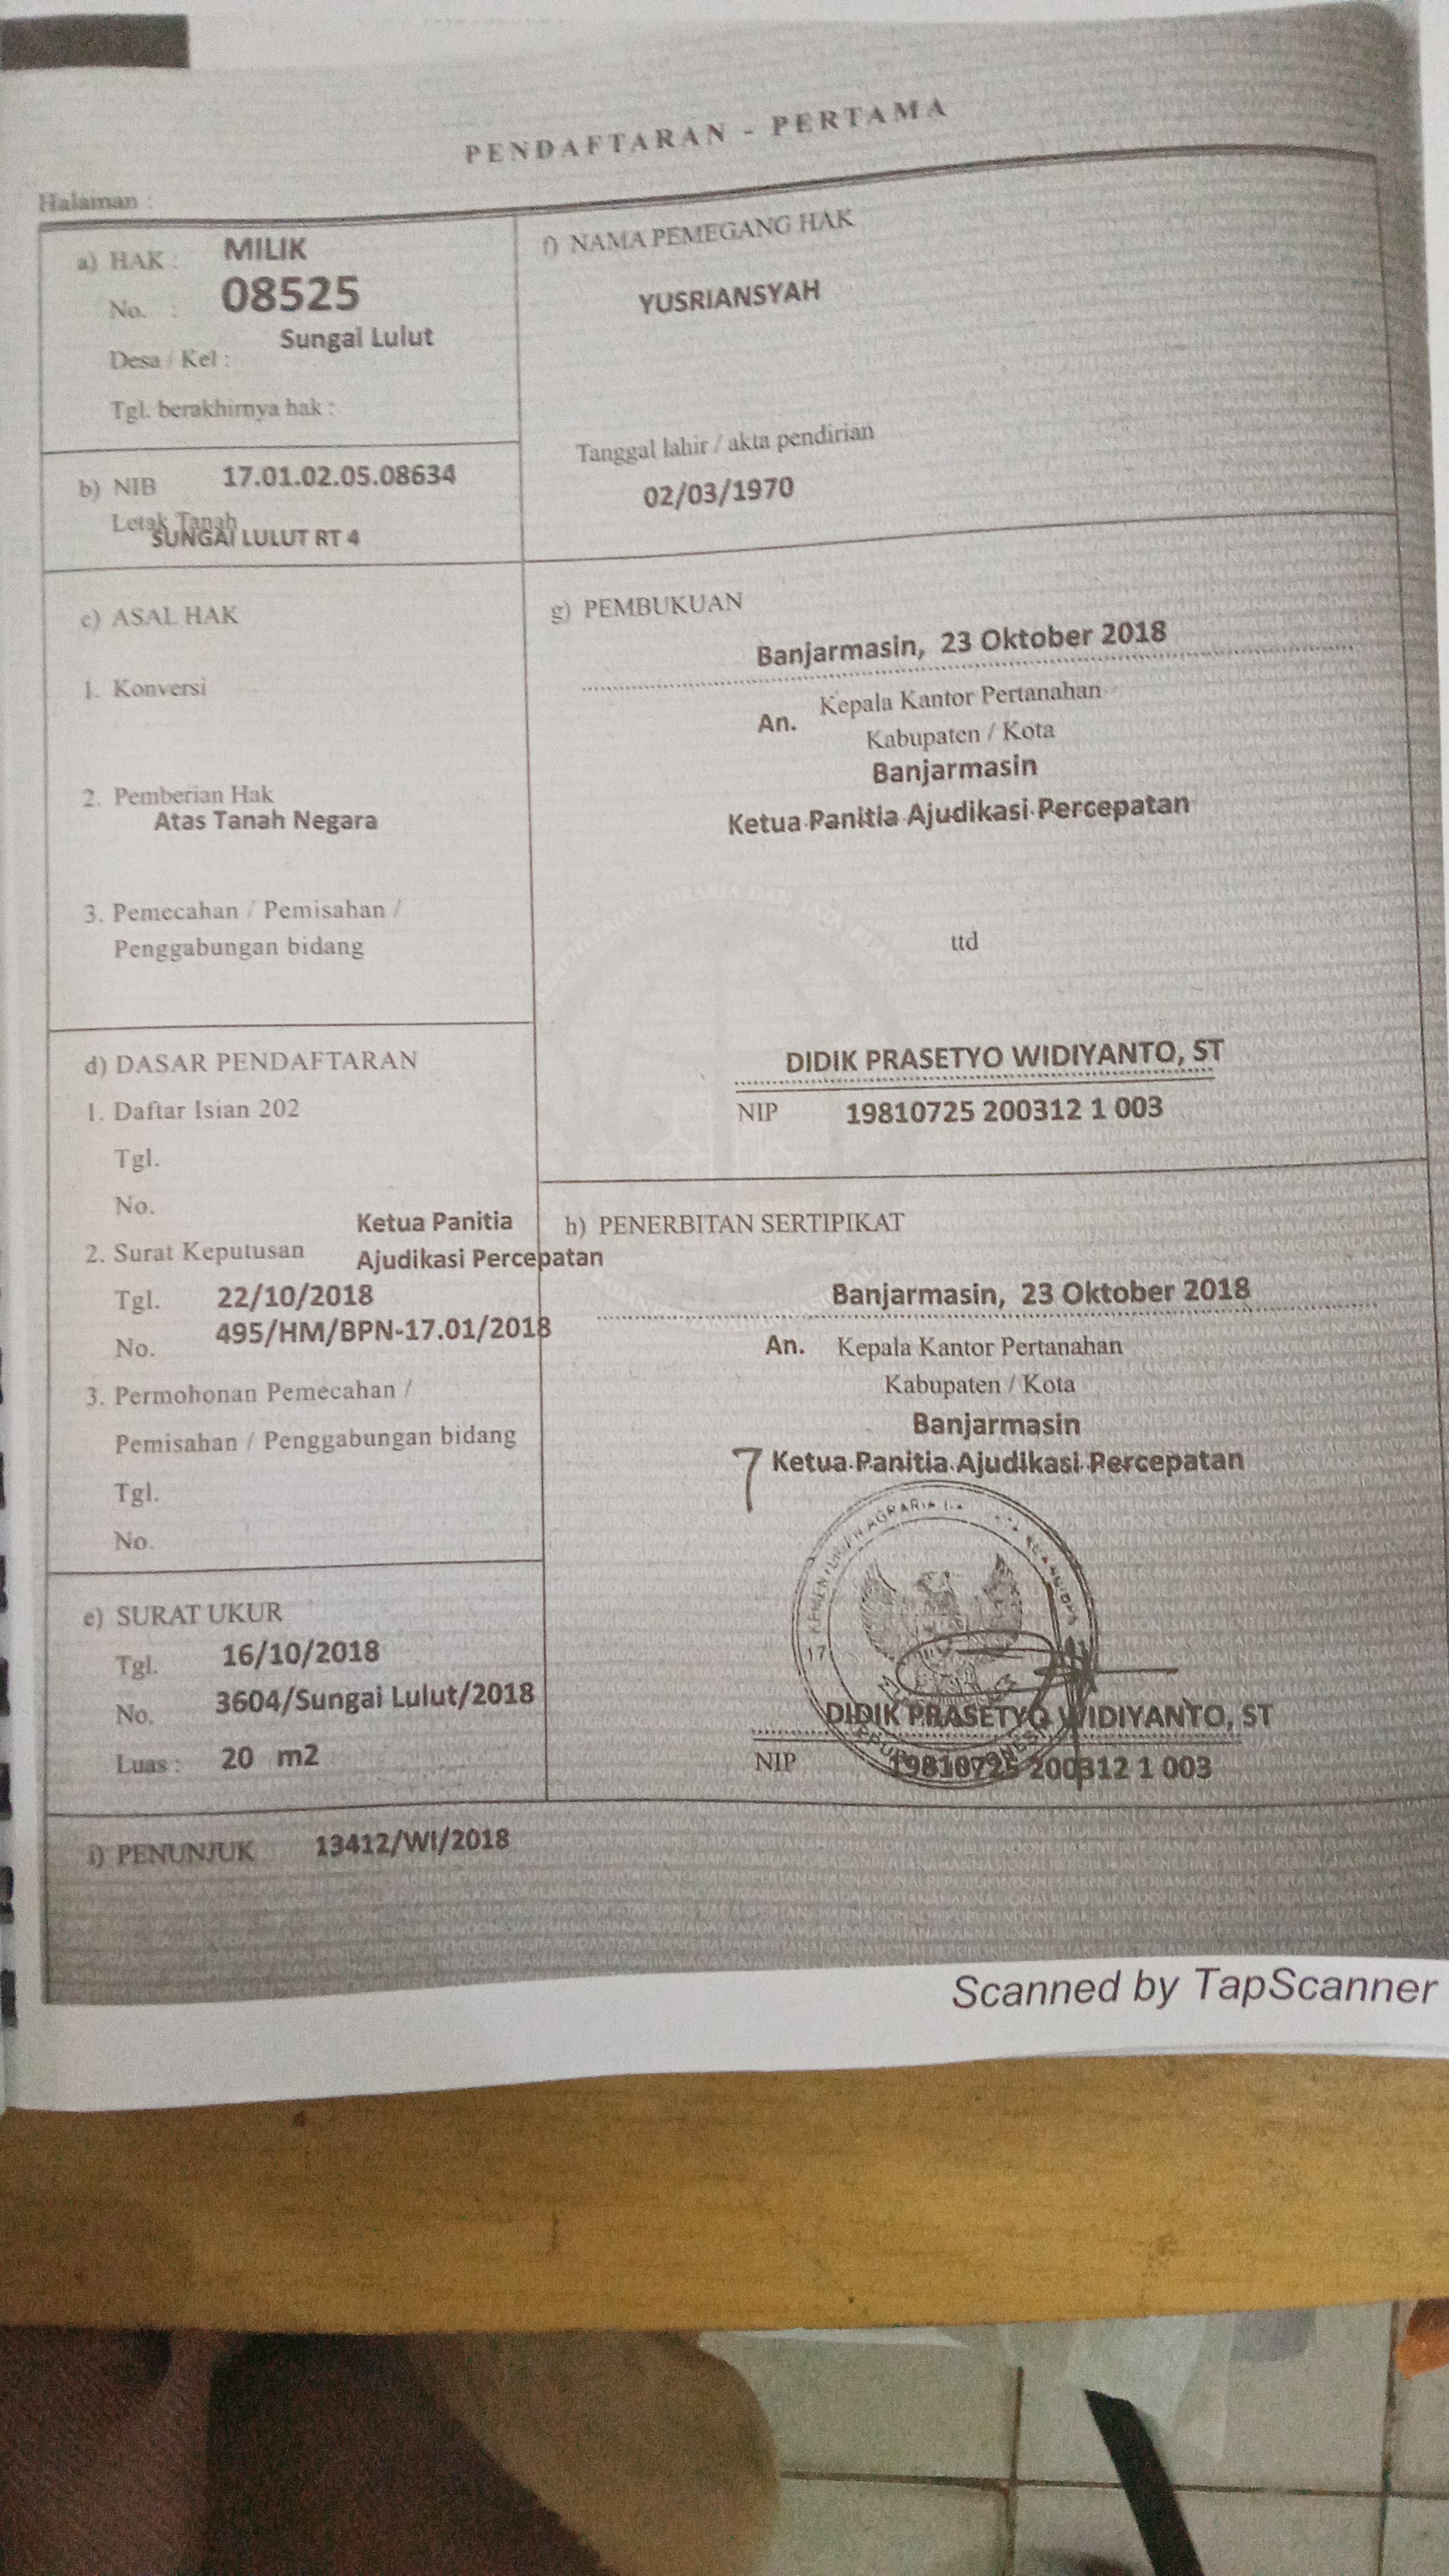 PENDAFTARAN - PERTAMA
Halaman :
a) HAK : MILIK
No. : 08525
Desa / Kel : Sungai Lulut
Tgl. berakhirnya hak :
b) NIB 17.01.02.05.08634
Letak Tanah
SUNGAI LULUT RT 4
c) ASAL HAK
1. Konversi
2. Pemberian Hak
Atas Tanah Negara
3. Pemecahan / Pemisahan /
Penggabungan bidang
d) DASAR PENDAFTARAN
1. Daftar Isian 202
Tgl.
No.
2. Surat Keputusan Ketua Panitia
Ajudikasi Percepatan
Tgl. 22/10/2018
No. 495/HM/BPN-17.01/2018
3. Permohonan Pemecahan /
Pemisahan / Penggabungan bidang
Tgl.
No.
e) SURAT UKUR
Tgl. 16/10/2018
No. 3604/Sungai Lulut/2018
Luas : 20 m2
f) NAMA PEMEGANG HAK
YUSRIANSYAH
Tanggal lahir / akta pendirian
02/03/1970
g) PEMBUKUAN
Banjarmasin, 23 Oktober 2018
An. Kepala Kantor Pertanahan
Kabupaten / Kota
Banjarmasin
Ketua Panitia Ajudikasi Percepatan
ttd
DIDIK PRASETYO WIDIYANTO, ST
NIP 19810725 200312 1 003
h) PENERBITAN SERTIPIKAT
Banjarmasin, 23 Oktober 2018
An. Kepala Kantor Pertanahan
Kabupaten / Kota
Banjarmasin
Ketua Panitia Ajudikasi Percepatan
17
DIDIK PRASETYO WIDIYANTO, ST
NIP 19810725 200312 1 003
i) PENUNJUK 13412/WI/2018
Scanned by TapScanner